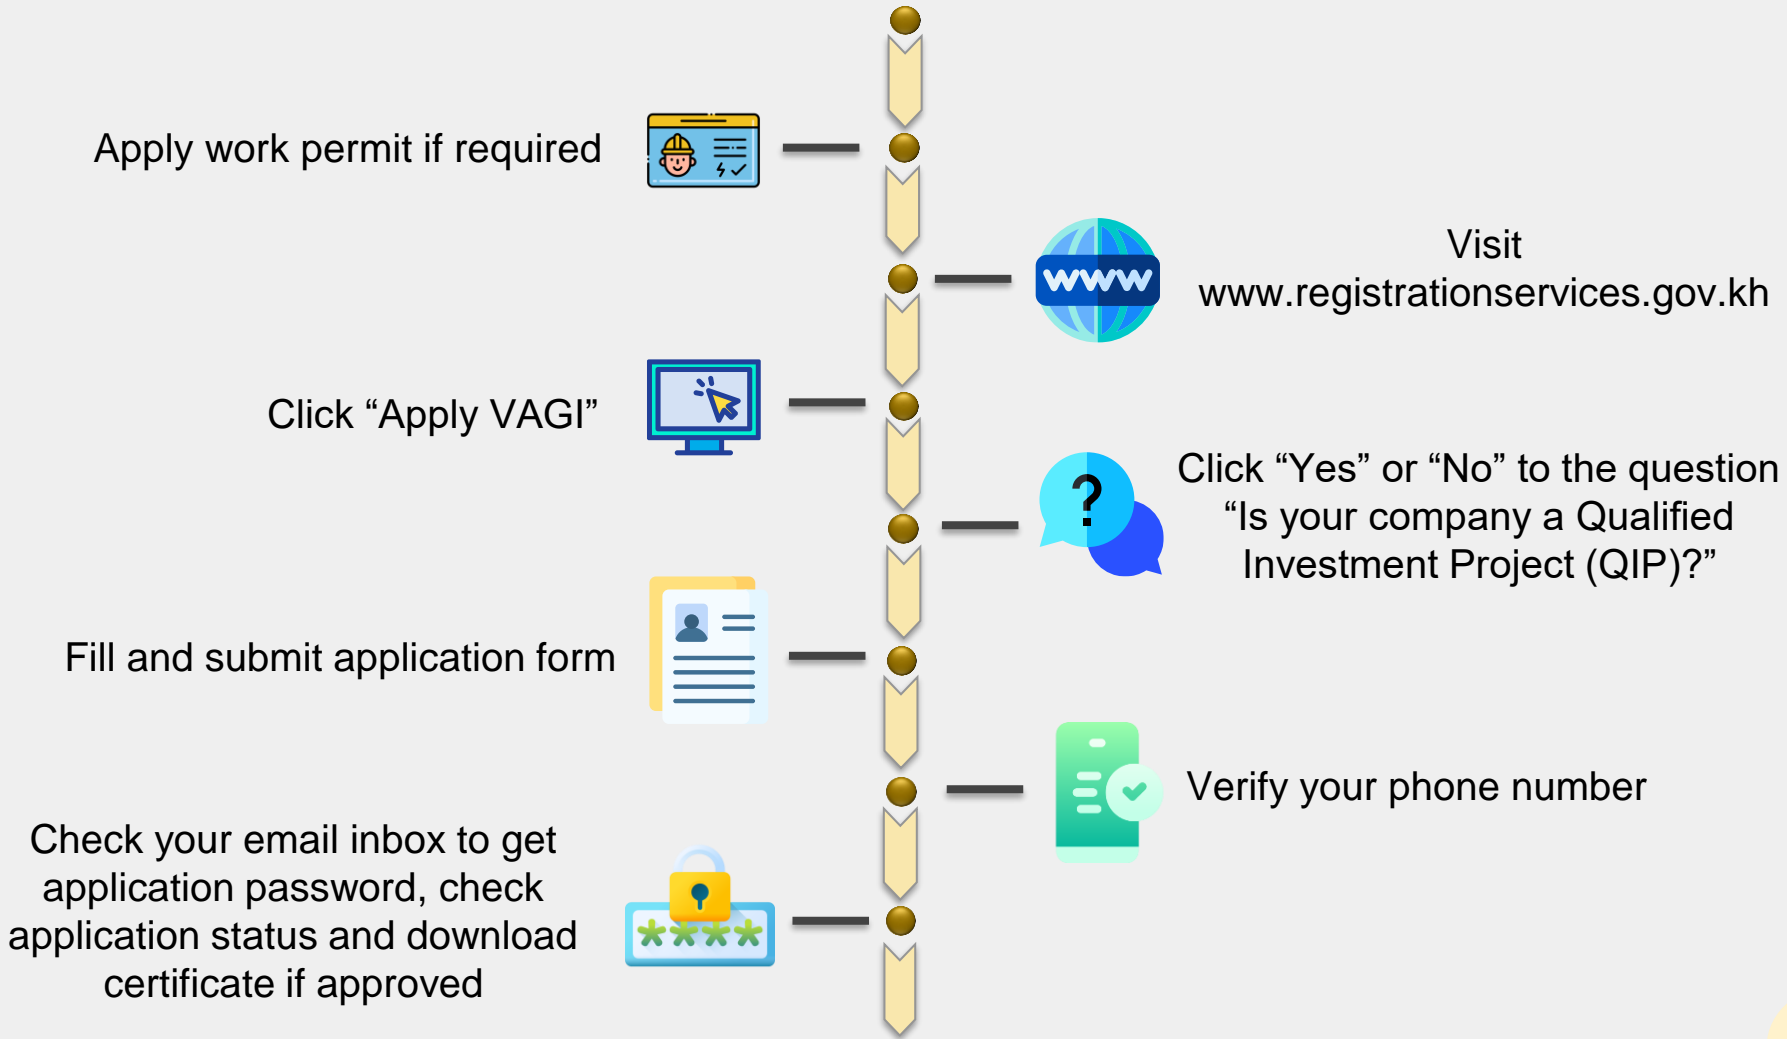 Apply work permit if required
Visit
www.registrationservices.gov.kh
www
Click “Apply VAGI”
Click “Yes” or “No” to the question
“Is your company a Qualified
Investment Project (QIP)?”
?
Fill and submit application form
Verify your phone number
Check your email inbox to get
application password, check
application status and download
certificate if approved
****